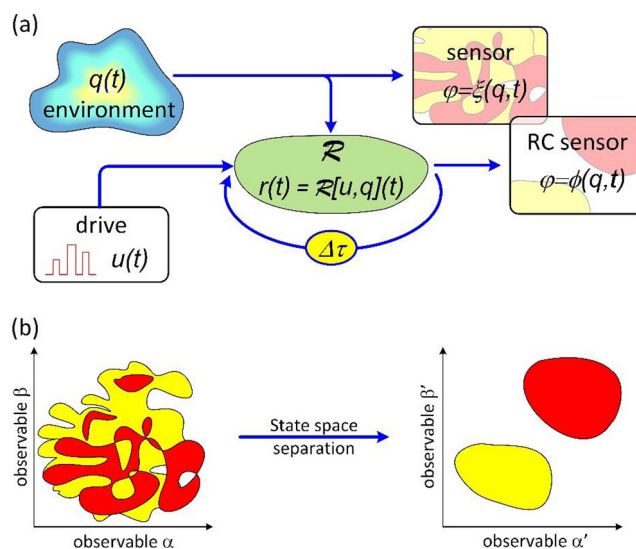 (a)
q(t)
environment
sensor
φ=ξ(q,t)
RC sensor
φ=ϕ(q,t)
ℛ
r(t) = ℛ[u,q](t)
Δτ
drive
u(t)
(b)
observable β
observable α
State space
separation
observable β'
observable α'